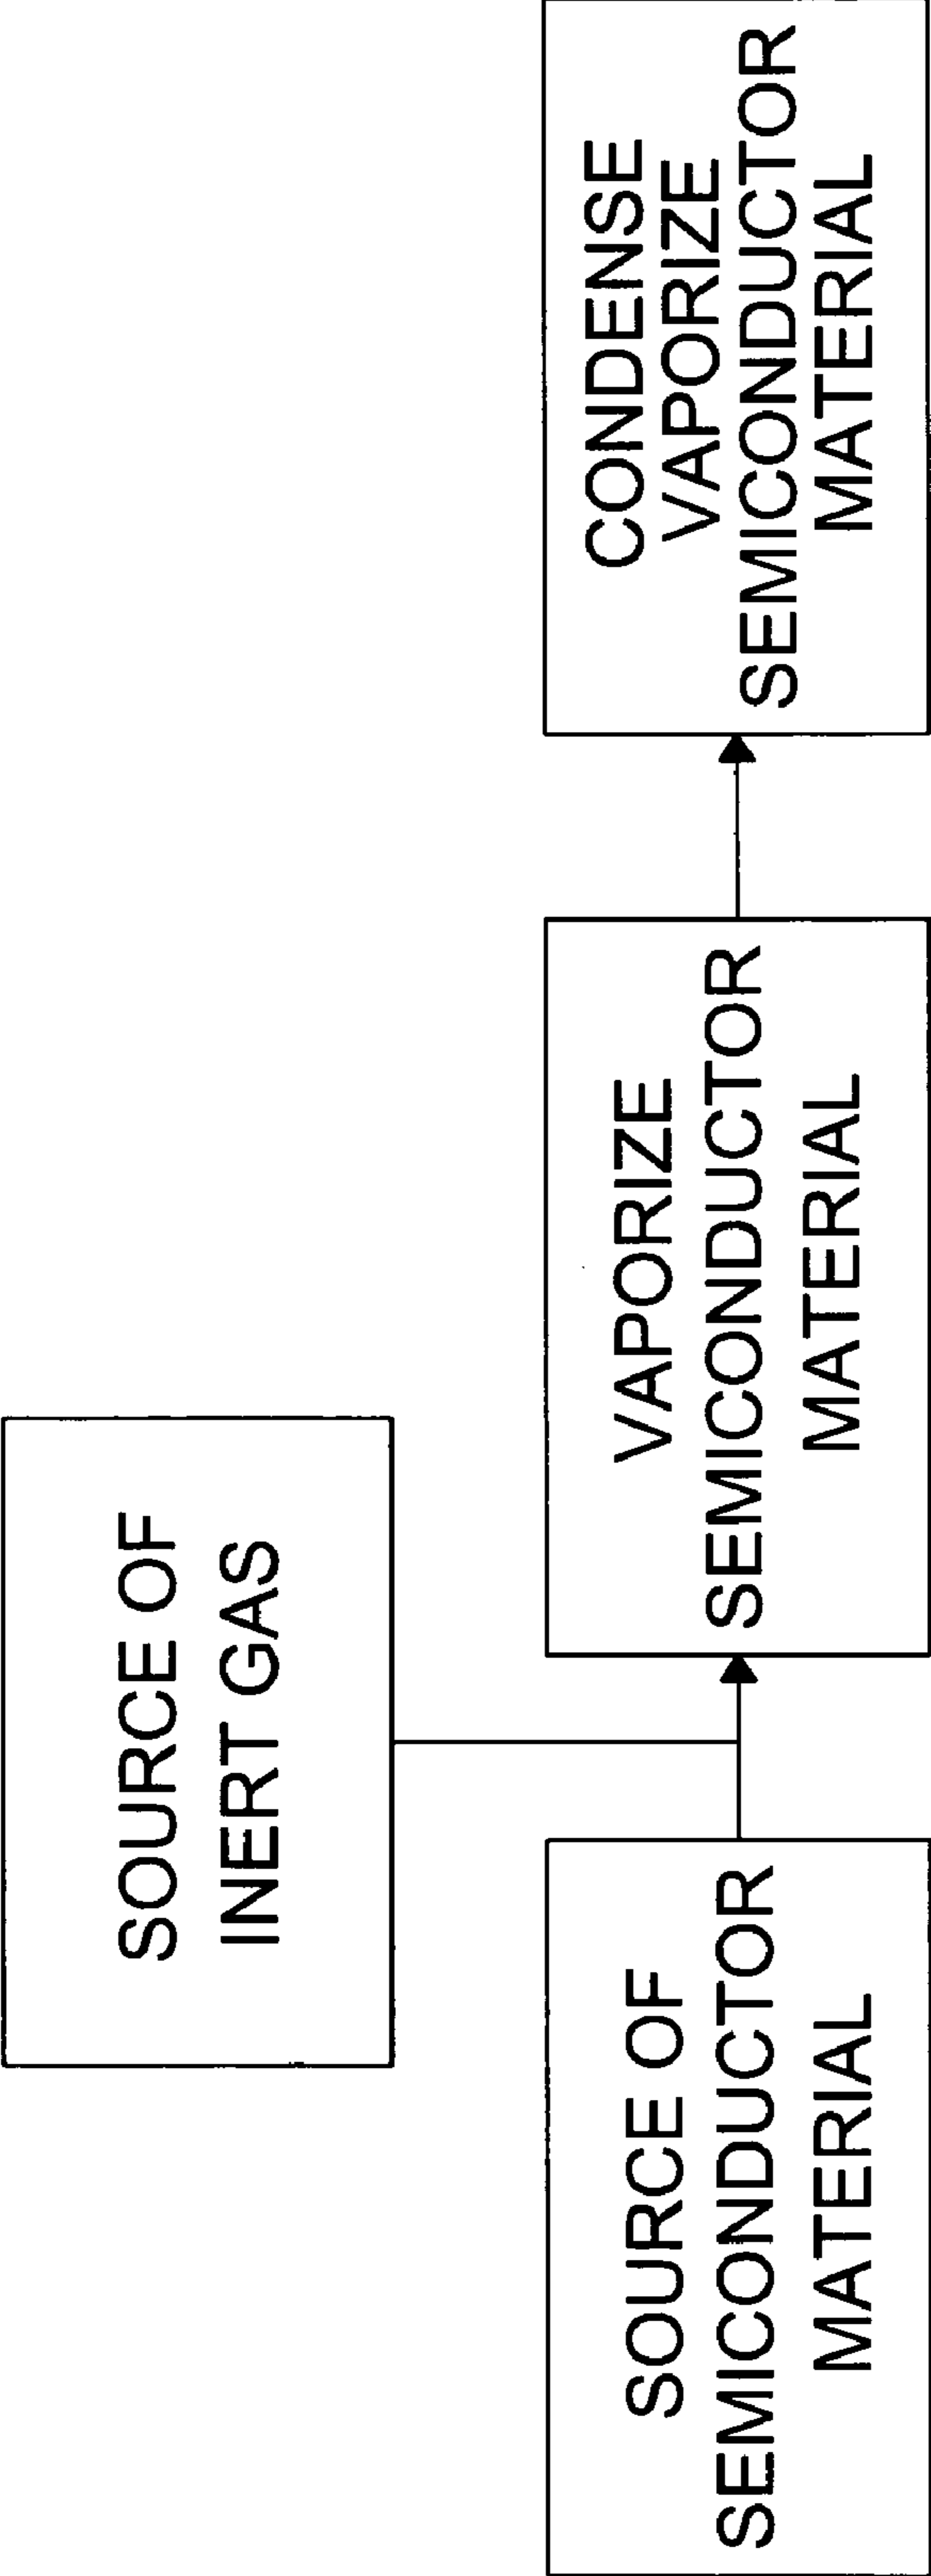 SOURCE OF
INERT GAS
SOURCE OF
SEMICONDUCTOR
MATERIAL
VAPORIZE
SEMICONDUCTOR
MATERIAL
CONDENSE
VAPORIZE
SEMICONDUCTOR
MATERIAL